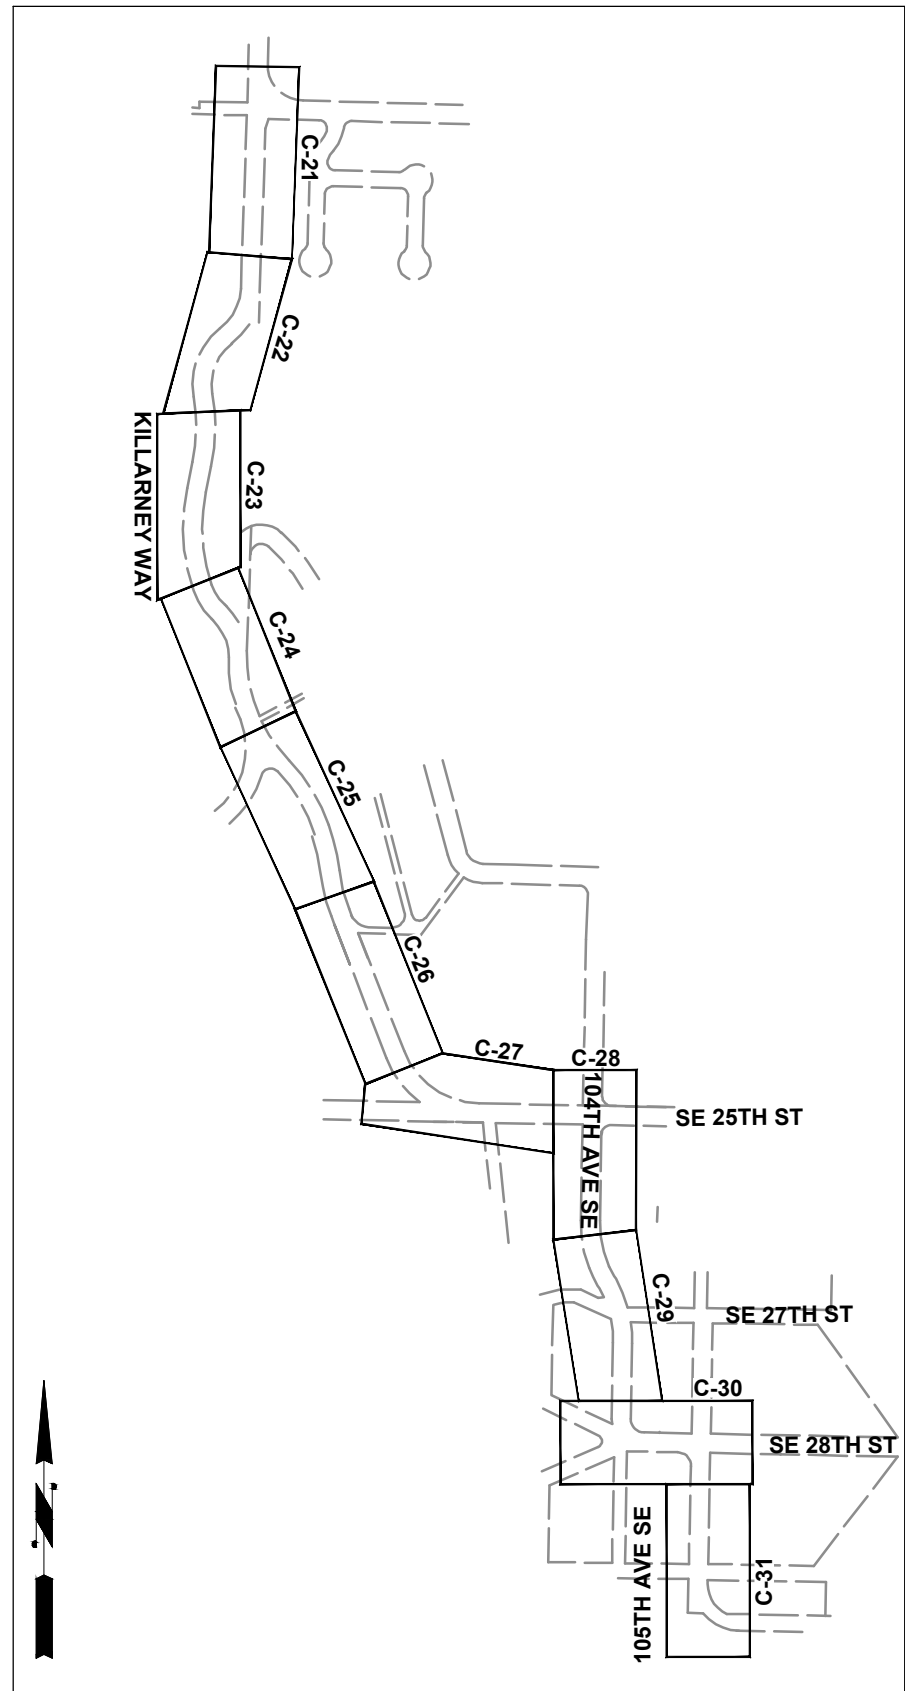 C-21
C-22
C-23
KILLARNEY WAY
C-24
C-25
C-26
C-27
C-28
104TH AVE SE
SE 25TH ST
C-29
SE 27TH ST
C-30
SE 28TH ST
105TH AVE SE
C-31